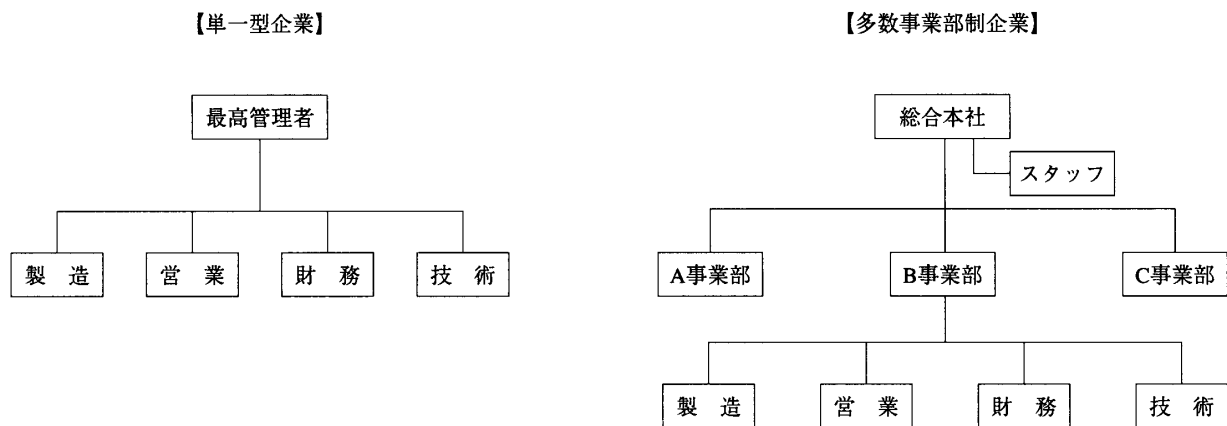 【単一型企業】
最高管理者
製 造
営 業
財 務
技 術
【多数事業部制企業】
総合本社
スタッフ
A事業部
B事業部
C事業部
製 造
営 業
財 務
技 術